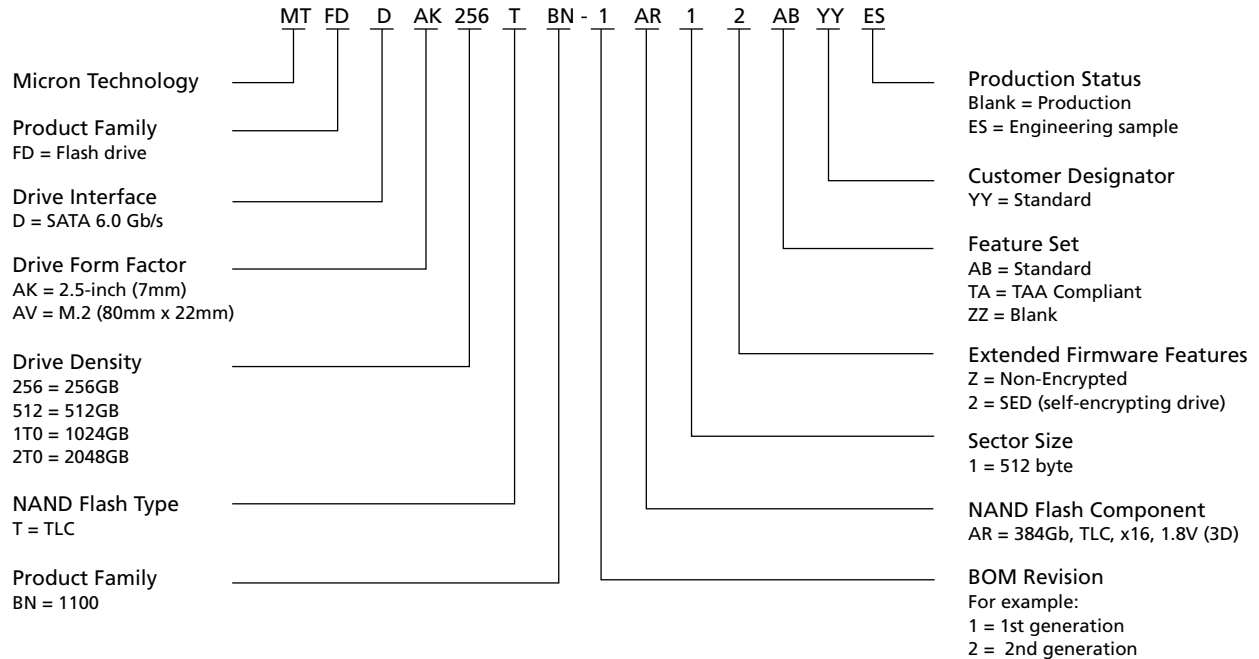 MT FD D AK 256 T BN - 1 AR 1 2 AB YY ES
Micron Technology
Product Family
FD = Flash drive
Drive Interface
D = SATA 6.0 Gb/s
Drive Form Factor
AK = 2.5-inch (7mm)
AV = M.2 (80mm x 22mm)
Drive Density
256 = 256GB
512 = 512GB
1T0 = 1024GB
2T0 = 2048GB
NAND Flash Type
T = TLC
Product Family
BN = 1100
Production Status
Blank = Production
ES = Engineering sample
Customer Designator
YY = Standard
Feature Set
AB = Standard
TA = TAA Compliant
ZZ = Blank
Extended Firmware Features
Z = Non-Encrypted
2 = SED (self-encrypting drive)
Sector Size
1 = 512 byte
NAND Flash Component
AR = 384Gb, TLC, x16, 1.8V (3D)
BOM Revision
For example:
1 = 1st generation
2 = 2nd generation